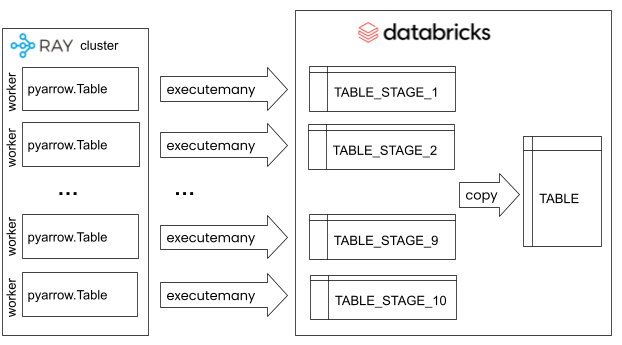 RAY cluster
databricks
worker
pyarrow.Table
executemany
TABLE_STAGE_1
worker
pyarrow.Table
executemany
TABLE_STAGE_2
...
...
copy
TABLE
worker
pyarrow.Table
executemany
TABLE_STAGE_9
worker
pyarrow.Table
executemany
TABLE_STAGE_10